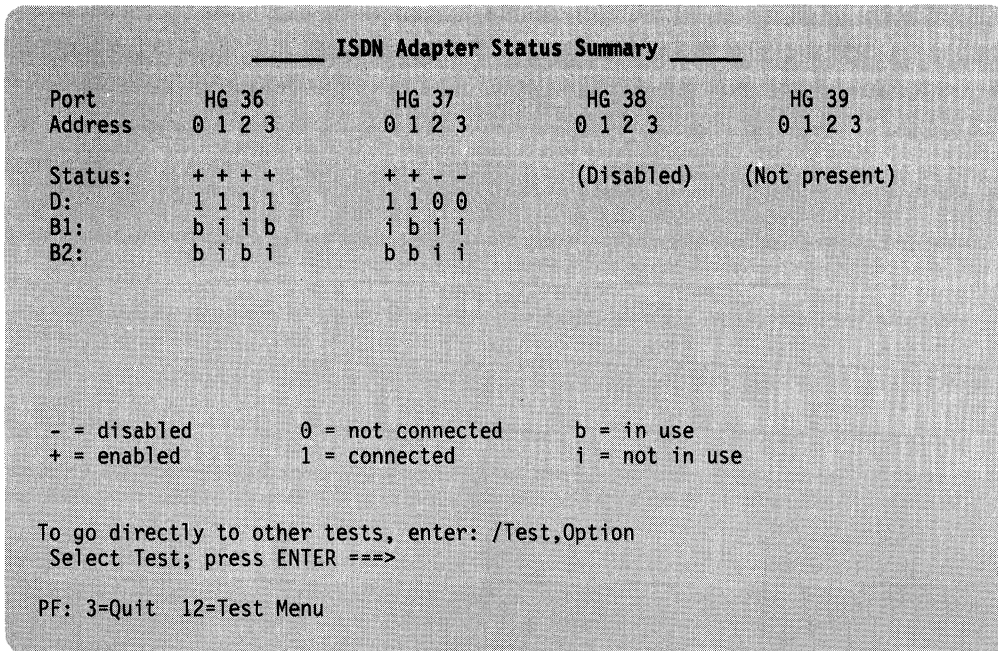 ______ ISDN Adapter Status Summary ______
Port HG 36 HG 37 HG 38 HG 39
Address 0 1 2 3 0 1 2 3 0 1 2 3 0 1 2 3
Status: + + + + + + - - (Disabled) (Not present)
D: 1 1 1 1 1 1 0 0
B1: b i i b i b i i
B2: b i b i b b i i
- = disabled 0 = not connected b = in use
+ = enabled 1 = connected i = not in use
To go directly to other tests, enter: /Test,Option
Select Test; press ENTER ===>
PF: 3=Quit 12=Test Menu